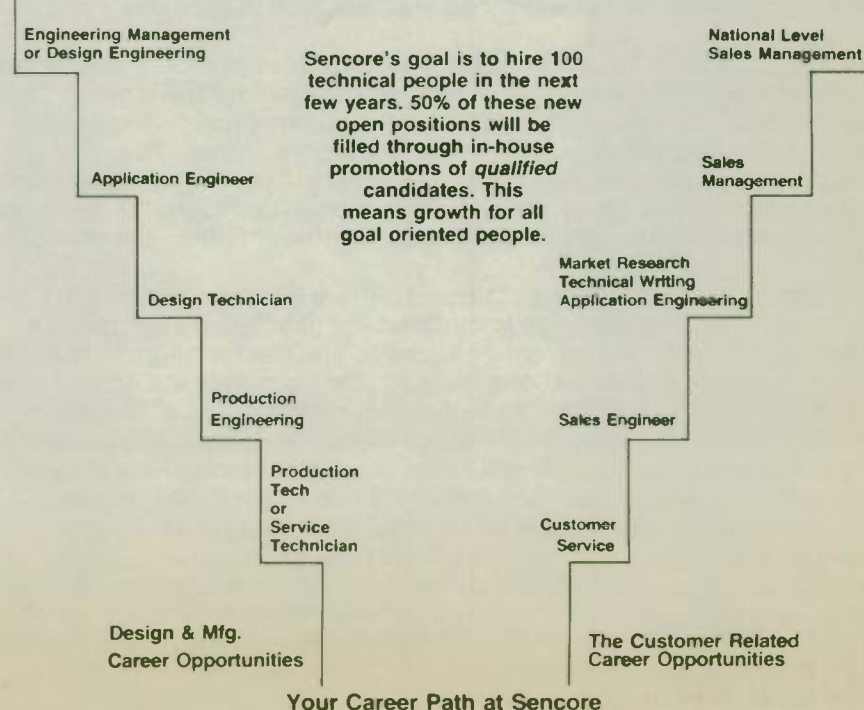 Engineering Management
or Design Engineering
Application Engineer
Design Technician
Production
Engineering
Production
Tech
or
Service
Technician
Design & Mfg.
Career Opportunities
Sencore's goal is to hire 100
technical people in the next
few years. 50% of these new
open positions will be
filled through in-house
promotions of qualified
candidates. This
means growth for all
goal oriented people.
National Level
Sales Management
Sales
Management
Market Research
Technical Writing
Application Engineering
Sales Engineer
Customer
Service
The Customer Related
Career Opportunities
Your Career Path at Sencore